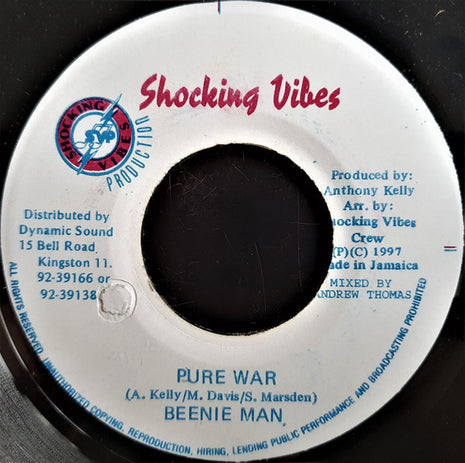 Shocking Vibes
SHOCKING
VIBES
PRODUCTION
Produced by:
Anthony Kelly
Arr. by:
hocking Vibes
Crew
(P)(C) 1997
ade in Jamaica
MIXED BY
ANDREW THOMAS
Distributed by
Dynamic Sound
15 Bell Road
Kingston 11.
92-39166 or
92-39138
PURE WAR
(A. Kelly/M. Davis/S. Marsden)
BEENIE MAN
ALL RIGHTS RESERVED. UNAUTHORIZED COPYING, REPRODUCTION, HIRING, LENDING PUBLIC PERFORMANCE AND BROADCASTING PROHIBITED